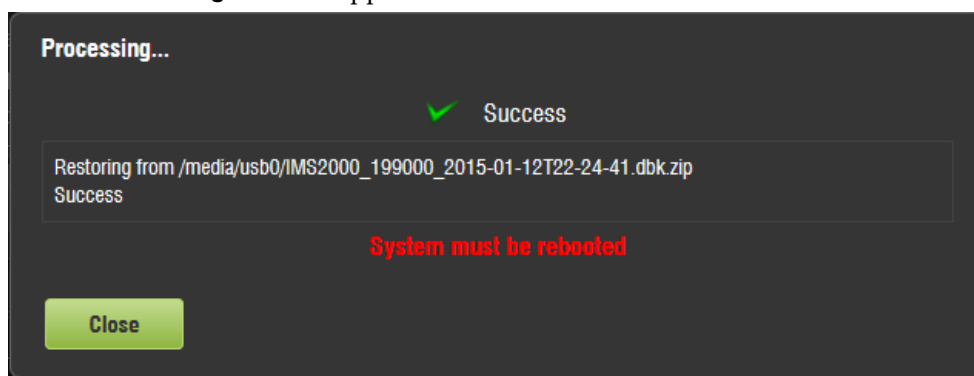 Processing...
Success
Restoring from /media/usb0/IMS2000_199000_2015-01-12T22-24-41.dbk.zip
Success
System must be rebooted
Close